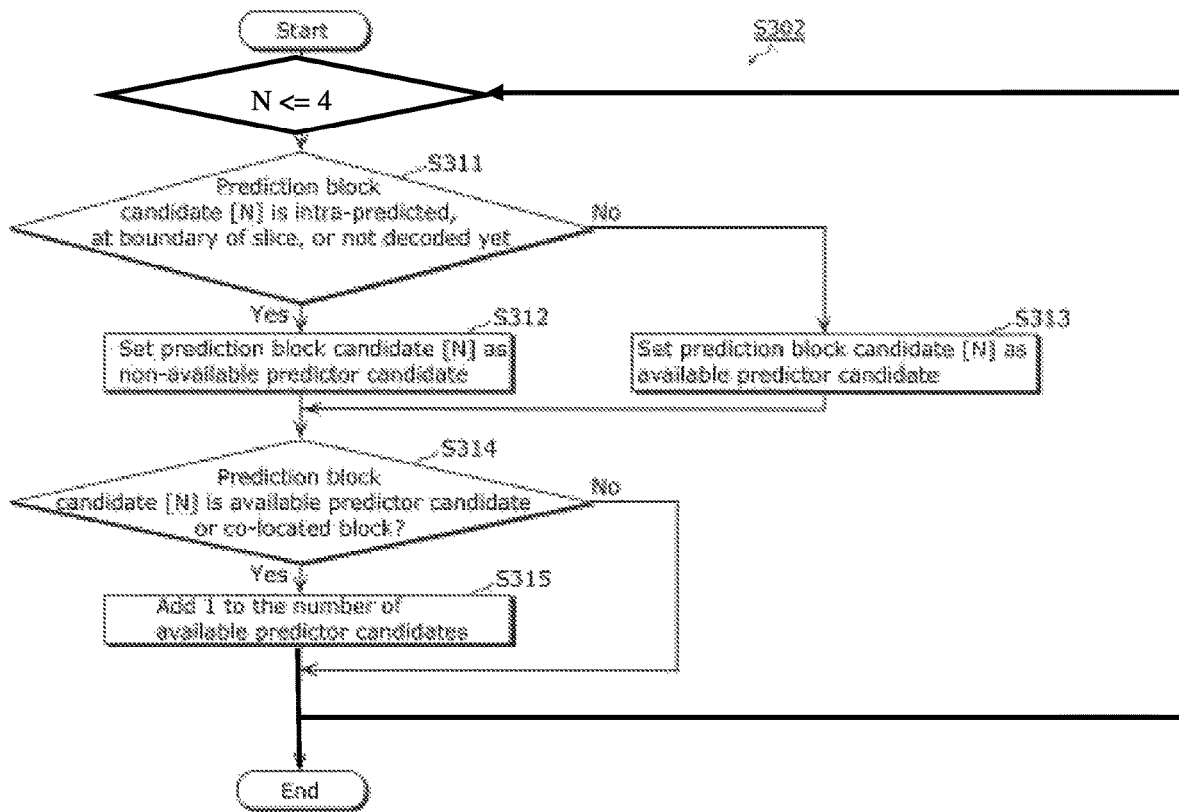 Start
S302
N <= 4
S311
Prediction block
candidate [N] is intra-predicted,
at boundary of slice, or not decoded yet
No
Yes
S312
S313
Set prediction block candidate [N] as
non-available predictor candidate
Set prediction block candidate [N] as
available predictor candidate
S314
Prediction block
candidate [N] is available predictor candidate
or co-located block?
No
Yes
S315
Add 1 to the number of
available predictor candidates
End